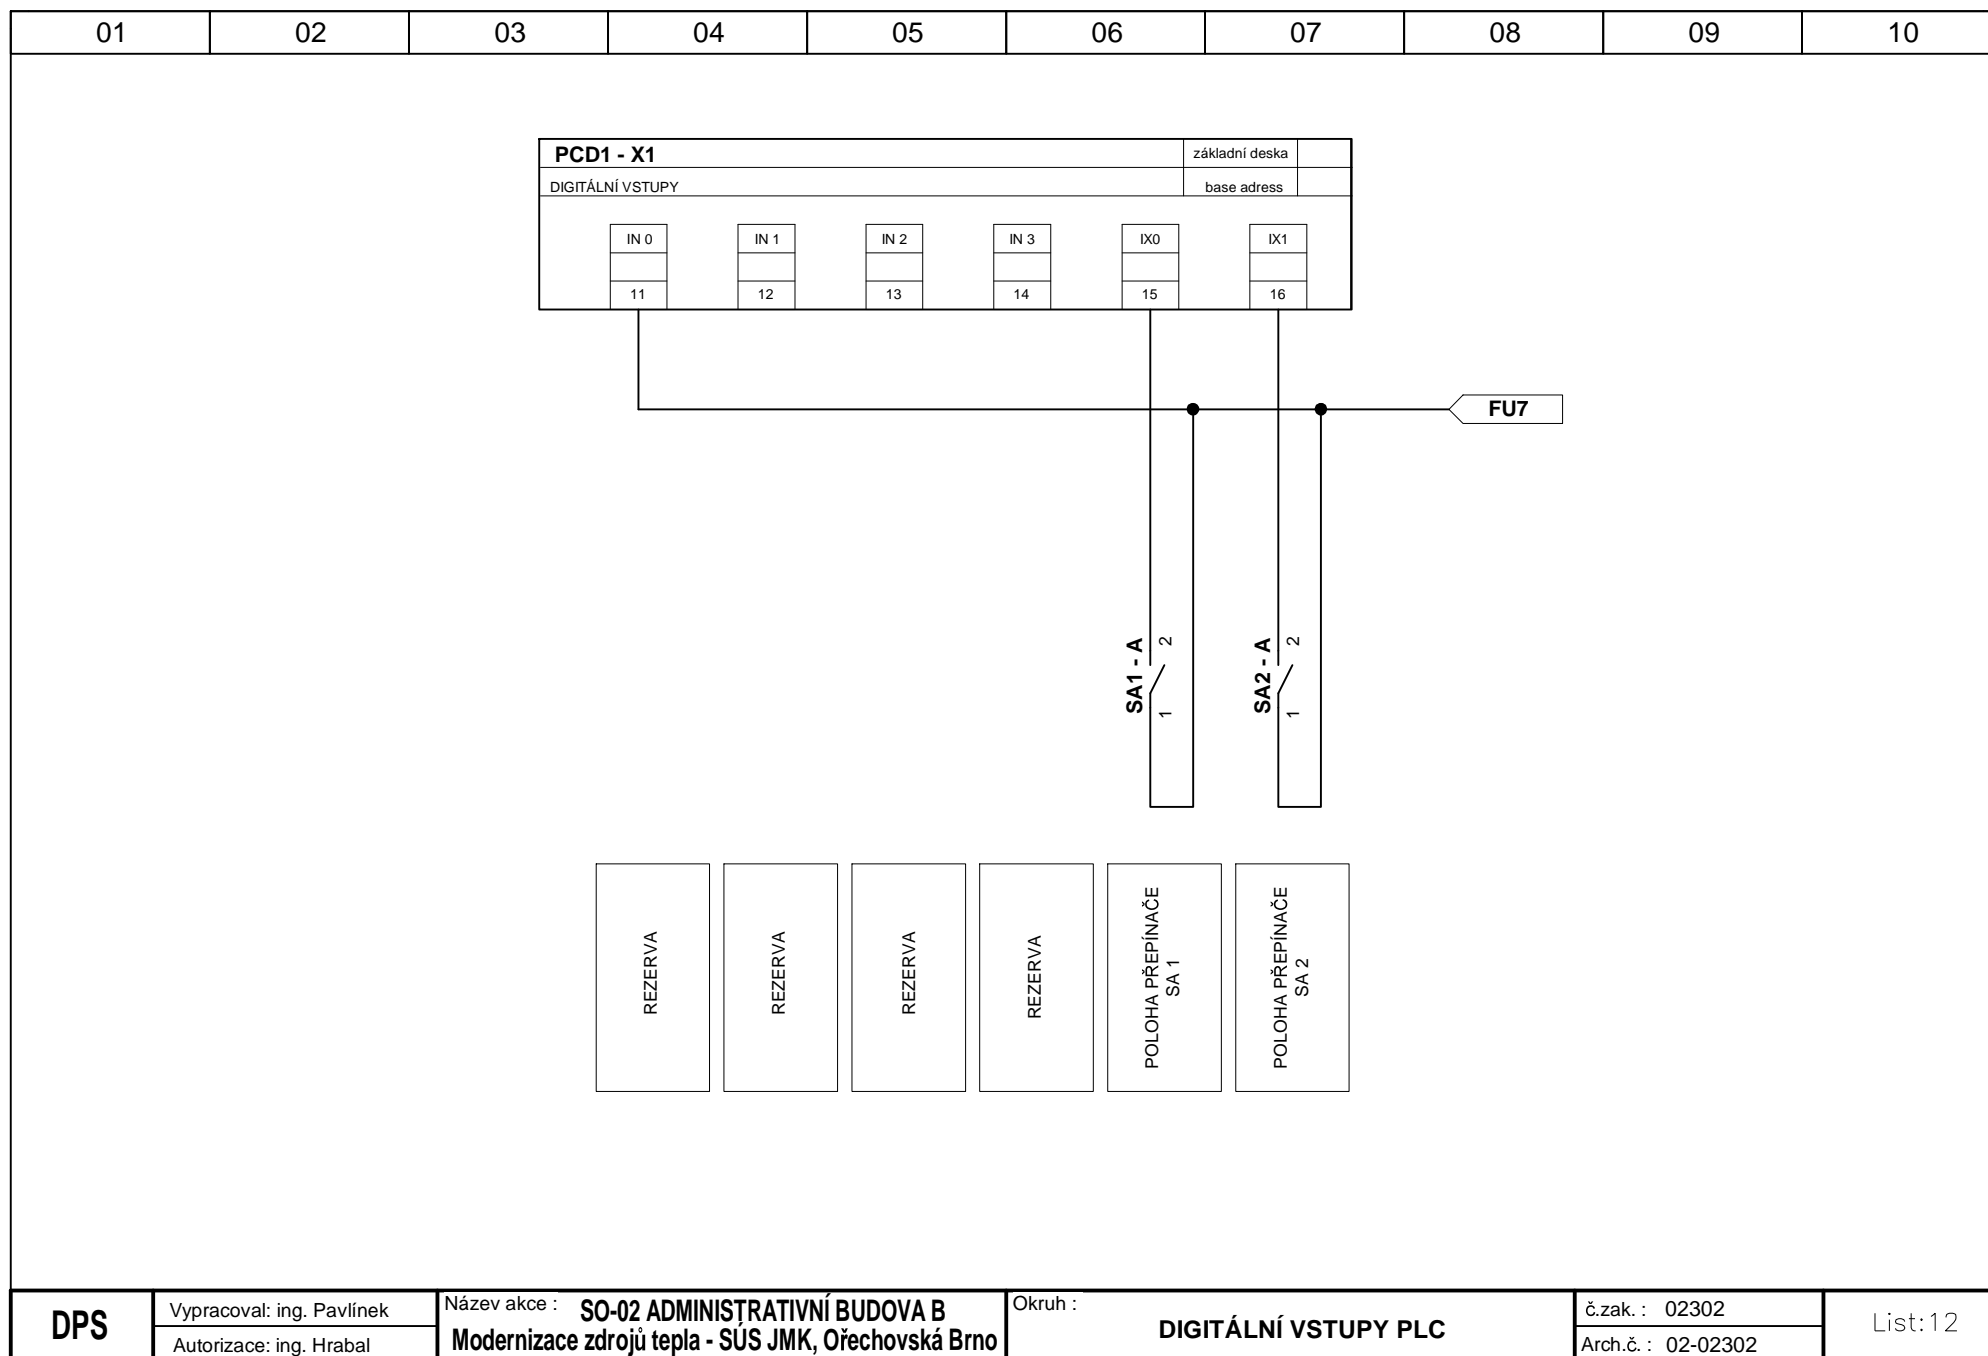 01 02 03 04 05 06 07 08 09 10
PCD1 - X1 základní deska
DIGITÁLNÍ VSTUPY base adress
IN 0 IN 1 IN 2 IN 3 IX0 IX1
11 12 13 14 15 16
FU7
SA1 - A 1 2
SA2 - A 1 2
REZERVA
REZERVA
REZERVA
REZERVA
POLOHA PŘEPÍNAČE
SA 1
POLOHA PŘEPÍNAČE
SA 2
DPS
Vypracoval: ing. Pavlínek
Autorizace: ing. Hrabal
Název akce : SO-02 ADMINISTRATIVNÍ BUDOVA B
Modernizace zdrojů tepla - SÚS JMK, Ořechovská Brno
Okruh :
DIGITÁLNÍ VSTUPY PLC
č.zak. : 02302
Arch.č. : 02-02302
List:12